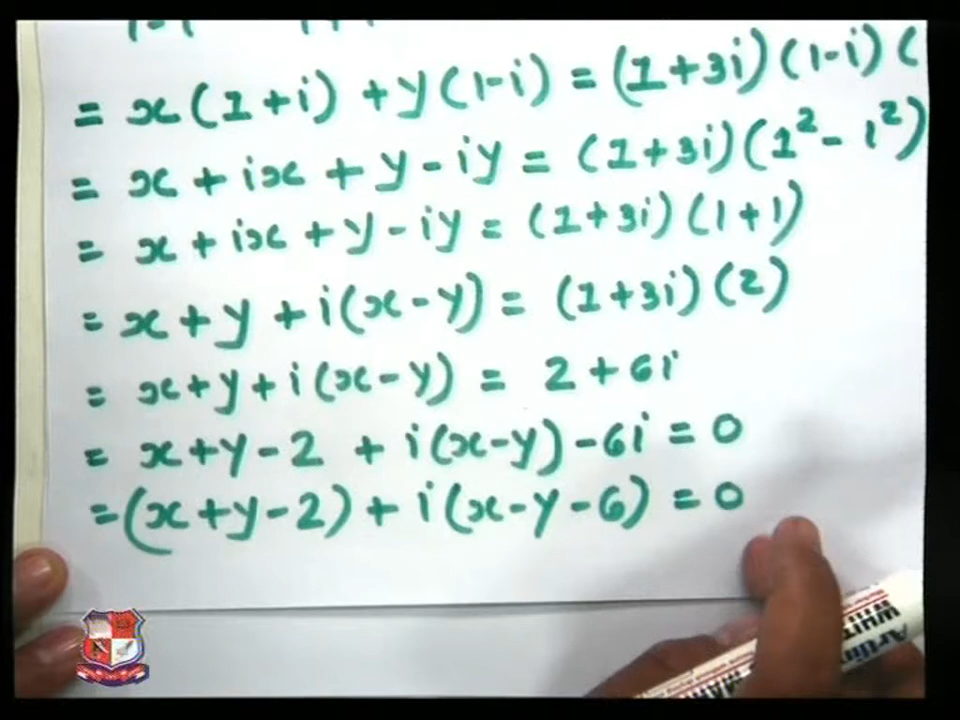 = x(1+i) + y(1-i) = (1+3i)(1-i)(
= x + ix + y - iy = (1+3i)(1² - i²)
= x + ix + y - iy = (1+3i)(1+1)
= x + y + i(x-y) = (1+3i)(2)
= x+y+i(x-y) = 2+6i
= x+y-2 + i(x-y)-6i = 0
=(x+y-2)+ i(x-y-6) = 0